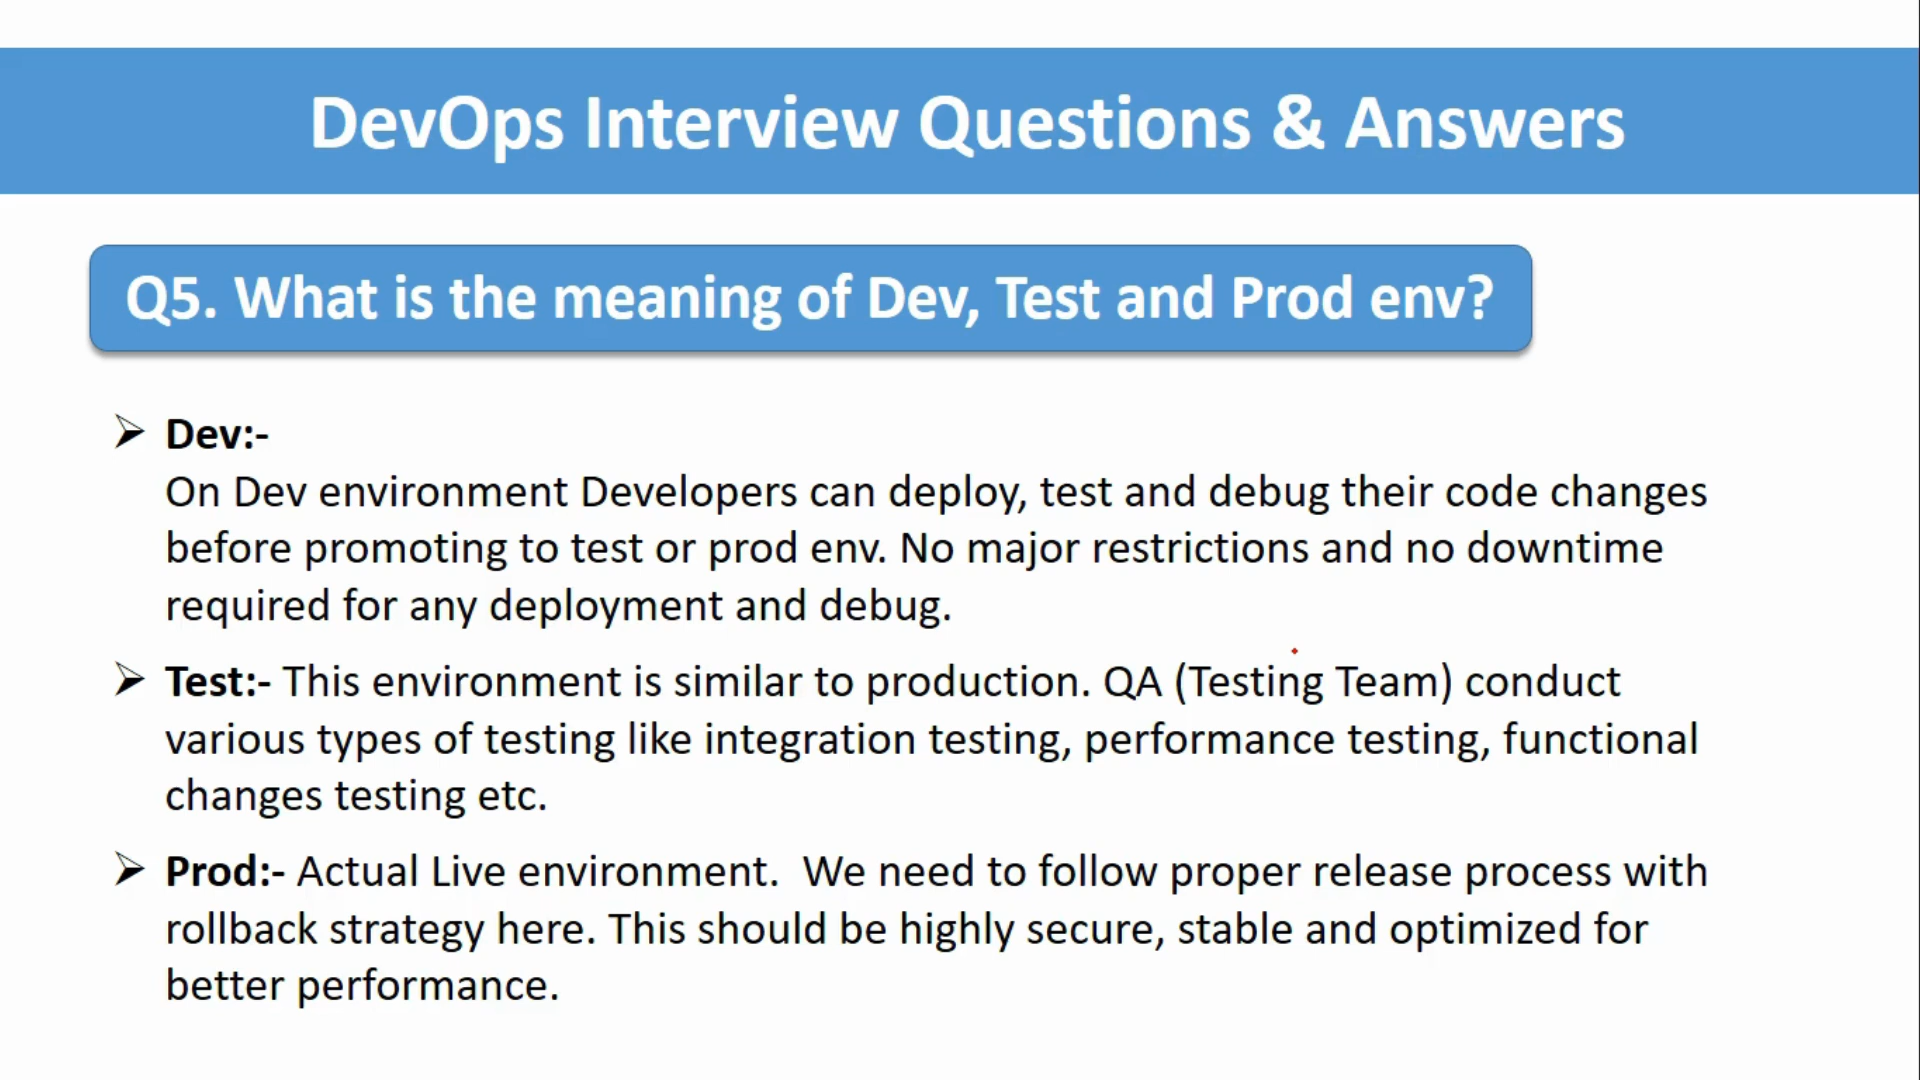 DevOps Interview Questions & Answers
Q5. What is the meaning of Dev, Test and Prod env?
Dev:-
On Dev environment Developers can deploy, test and debug their code changes
before promoting to test or prod env. No major restrictions and no downtime
required for any deployment and debug.
Test:- This environment is similar to production. QA (Testing Team) conduct
various types of testing like integration testing, performance testing, functional
changes testing etc.
Prod:- Actual Live environment.  We need to follow proper release process with
rollback strategy here. This should be highly secure, stable and optimized for
better performance.